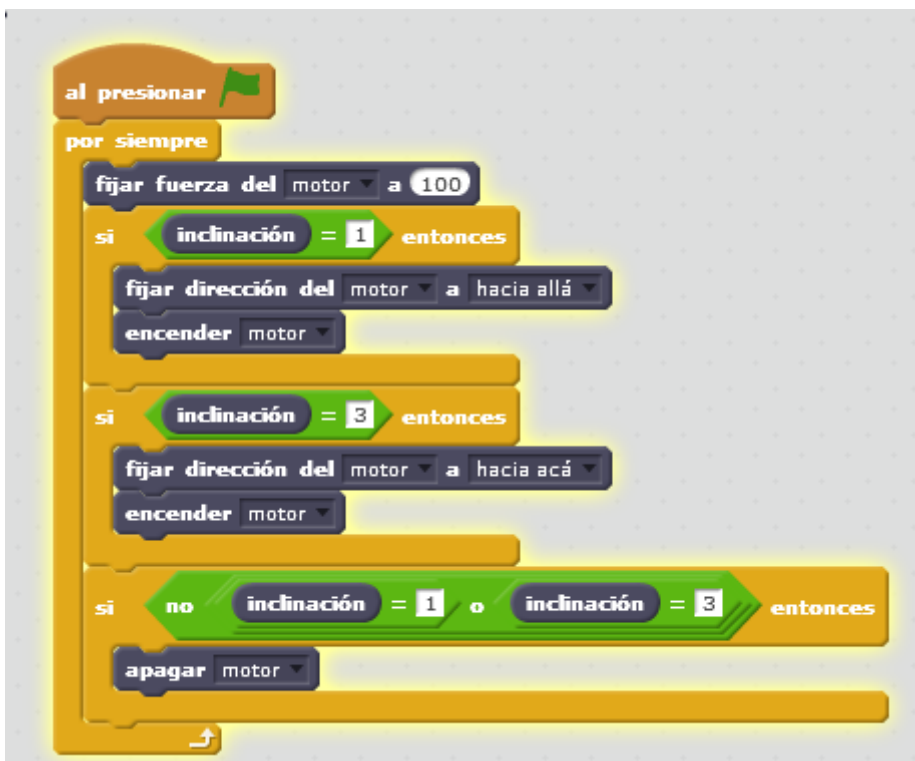 al presionar
por siempre
fijar fuerza del motor a 100
si inclinación = 1 entonces
fijar dirección del motor a hacia allá
encender motor
si inclinación = 3 entonces
fijar dirección del motor a hacia acá
encender motor
si no inclinación = 1 o inclinación = 3 entonces
apagar motor